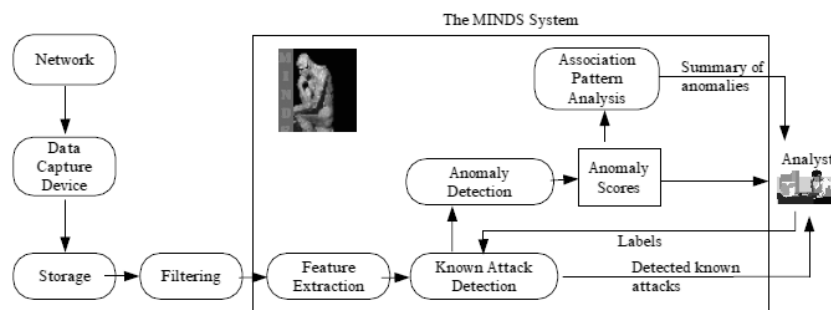 The MINDS System
Network
Data
Capture
Device
Storage
Filtering
Feature
Extraction
Known Attack
Detection
Anomaly
Detection
Anomaly
Scores
Association
Pattern
Analysis
Summary of
anomalies
Analyst
Labels
Detected known
attacks
M
I
N
D
S